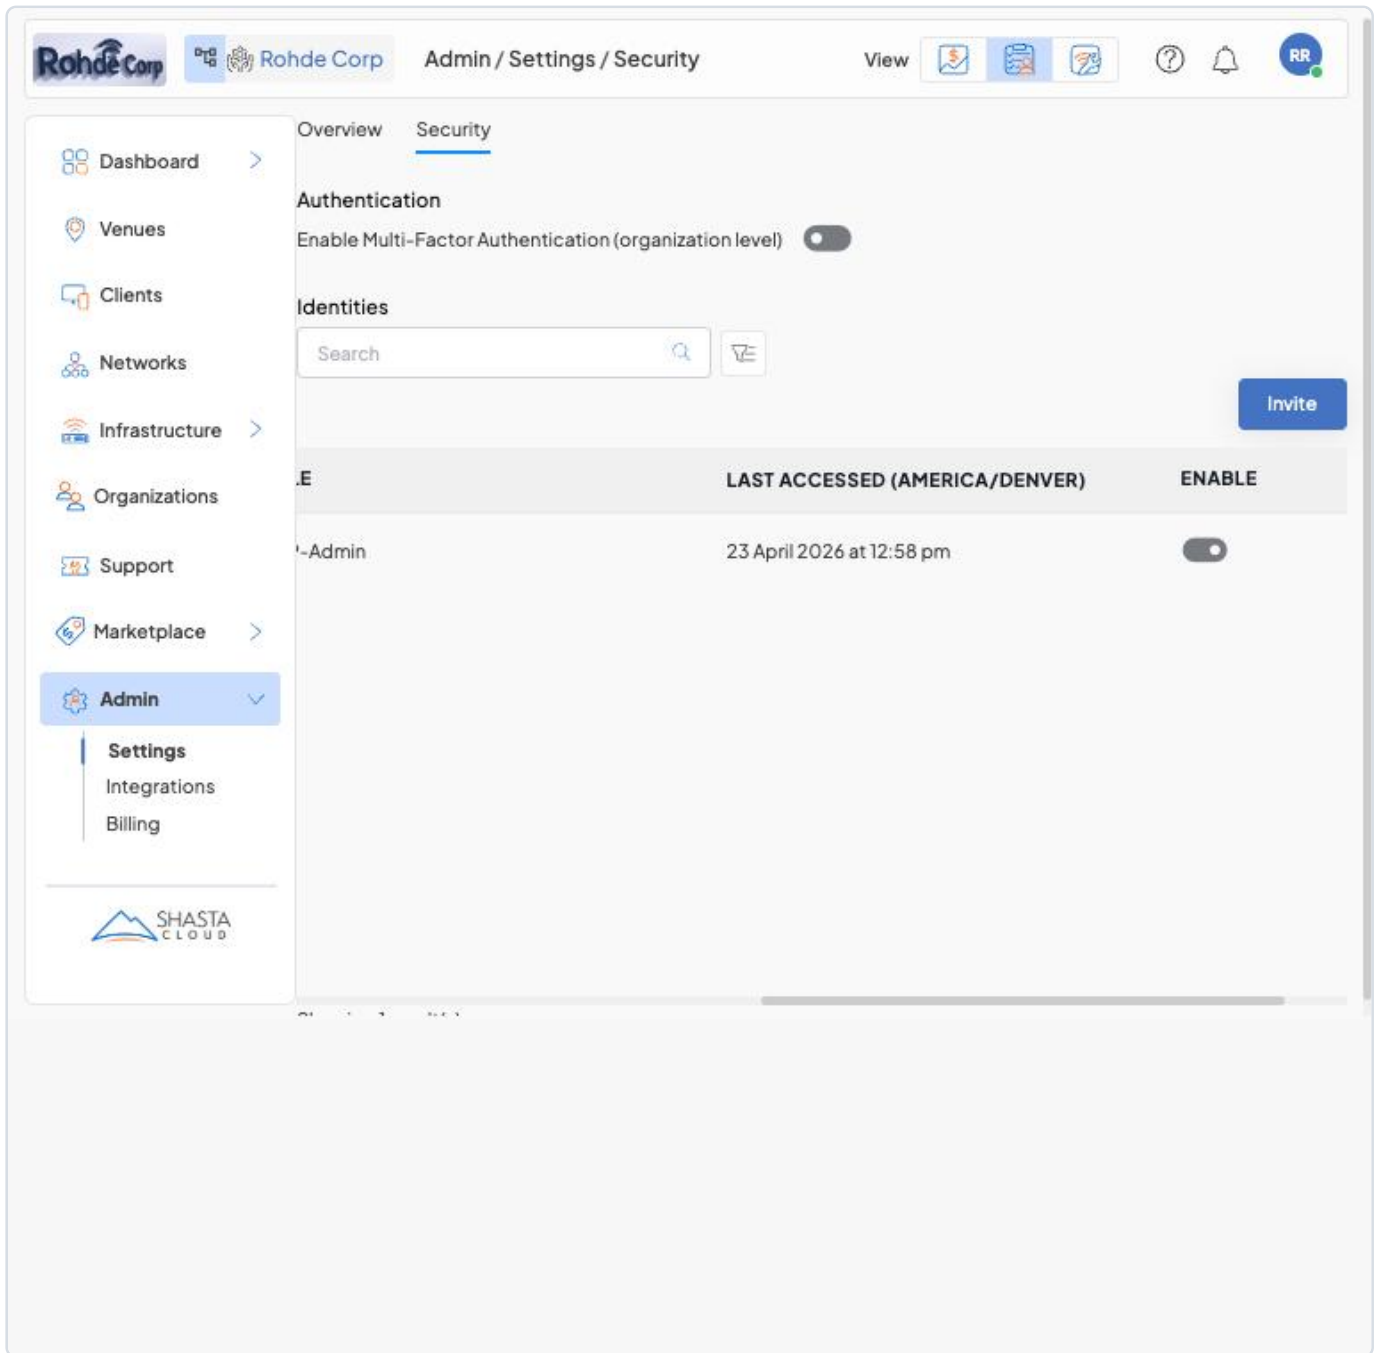 Rohde Corp Rohde Corp Admin / Settings / Security View RR
Overview Security
Dashboard
Authentication
Venues
Enable Multi-Factor Authentication (organization level)
Clients
Identities
Search
Networks
Invite
Infrastructure
LAST ACCESSED (AMERICA/DENVER) ENABLE
Organizations
-Admin 23 April 2026 at 12:58 pm
Support
Marketplace
Admin
Settings
Integrations
Billing
SHASTA
CLOUD